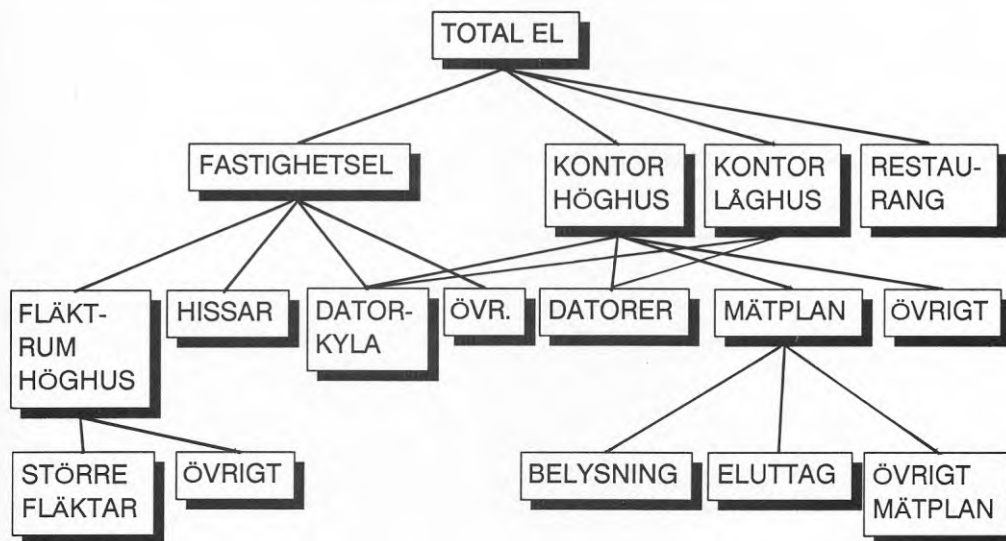 TOTAL EL
FASTIGHETSEL
KONTOR
HÖGHUS
KONTOR
LÅGHUS
RESTAU-
RANG
FLÄKT-
RUM
HÖGHUS
HISSAR
DATOR-
KYLA
ÖVR.
DATORER
MÄTPLAN
ÖVRIGT
STÖRRE
FLÄKTAR
ÖVRIGT
BELYSNING
ELUTTAG
ÖVRIGT
MÄTPLAN